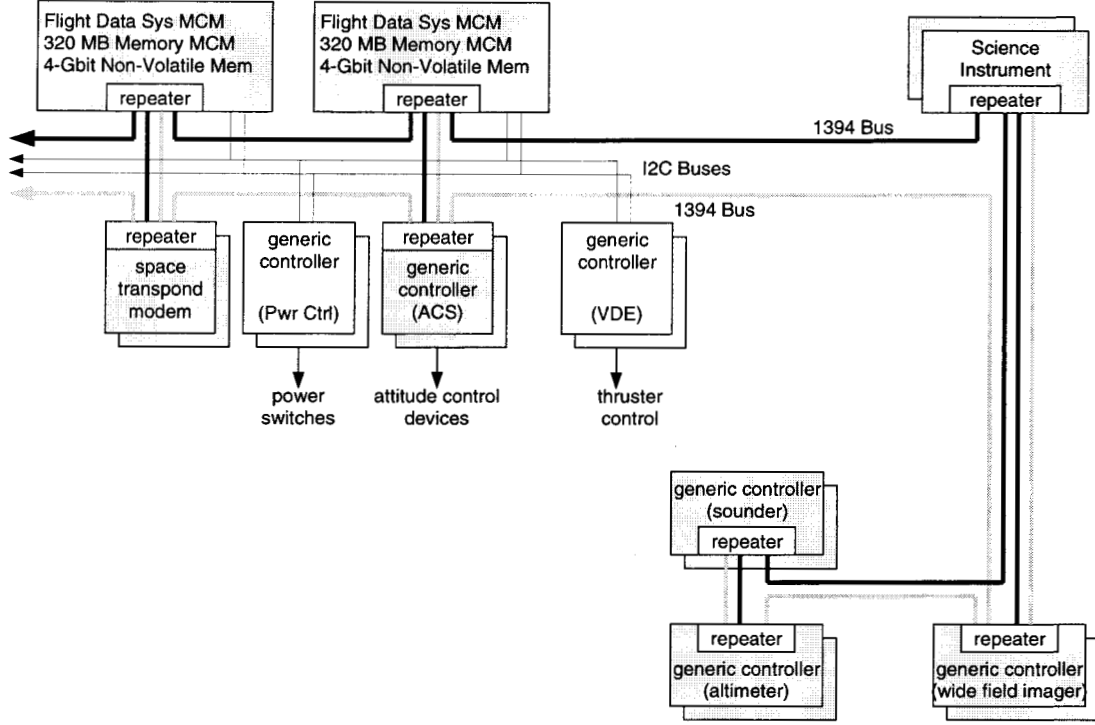 Flight Data Sys MCM
320 MB Memory MCM
4-Gbit Non-Volatile Mem
repeater
Flight Data Sys MCM
320 MB Memory MCM
4-Gbit Non-Volatile Mem
repeater
Science
Instrument
repeater
1394 Bus
I2C Buses
1394 Bus
repeater
space
transpond
modem
generic
controller
(Pwr Ctrl)
repeater
generic
controller
(ACS)
generic
controller
(VDE)
power
switches
attitude control
devices
thruster
control
generic controller
(sounder)
repeater
repeater
generic controller
(altimeter)
repeater
generic controller
(wide field imager)